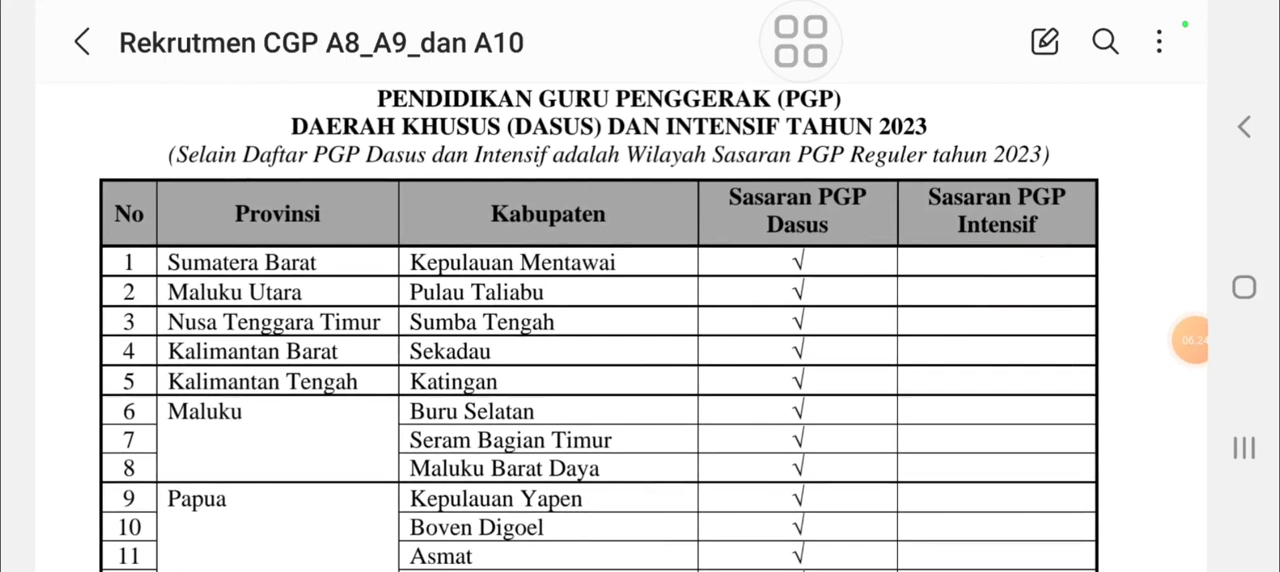 Rekrutmen CGP A8_A9_dan A10
PENDIDIKAN GURU PENGGERAK (PGP)
DAERAH KHUSUS (DASUS) DAN INTENSIF TAHUN 2023
(Selain Daftar PGP Dasus dan Intensif adalah Wilayah Sasaran PGP Reguler tahun 2023)
No Provinsi Kabupaten Sasaran PGP Dasus Sasaran PGP Intensif
1 Sumatera Barat Kepulauan Mentawai √
2 Maluku Utara Pulau Taliabu √
3 Nusa Tenggara Timur Sumba Tengah √
4 Kalimantan Barat Sekadau √
5 Kalimantan Tengah Katingan √
6 Maluku Buru Selatan √
7 Seram Bagian Timur √
8 Maluku Barat Daya √
9 Papua Kepulauan Yapen √
10 Boven Digoel √
11 Asmat √
06.24